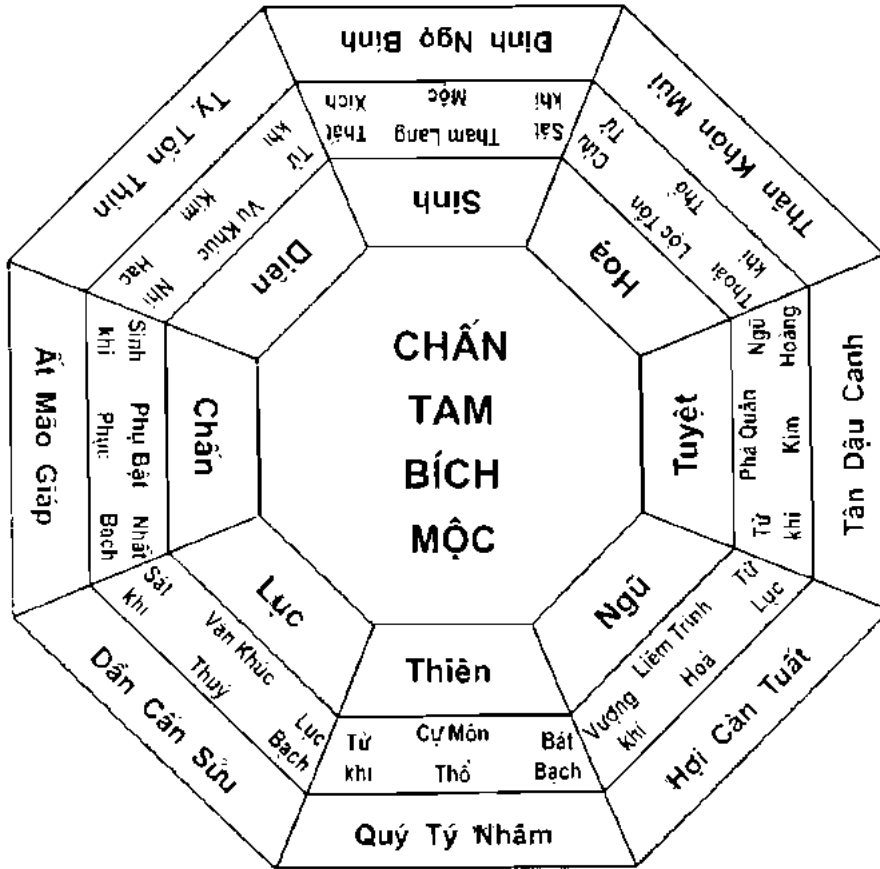 CHẤN
TAM
BÍCH
MỘC
Đinh Ngọ Bính
Sát khí
Tham Lang
Mộc
Thất Xích
Sinh
Thân Khôn Mùi
Thoái khí
Lộc Tồn
Thổ
Cửu Tử
Hoạ
Tân Dậu Canh
Ngũ Hoàng
Phá Quân
Kim
Tử khí
Tuyệt
Hợi Càn Tuất
Tứ Lục
Liêm Trinh
Hoả
Vượng khí
Ngũ
Quý Tý Nhâm
Tử khí
Cự Môn
Thổ
Bát Bạch
Thiên
Dần Cấn Sửu
Sát khí
Văn Khúc
Thuỷ
Lục Bạch
Lục
Ất Mão Giáp
Sinh khí
Phụ Bật
Phục
Nhất Bạch
Chấn
Tỵ Tốn Thìn
Tử khí
Vũ Khúc
Kim
Nhị Hắc
Diên